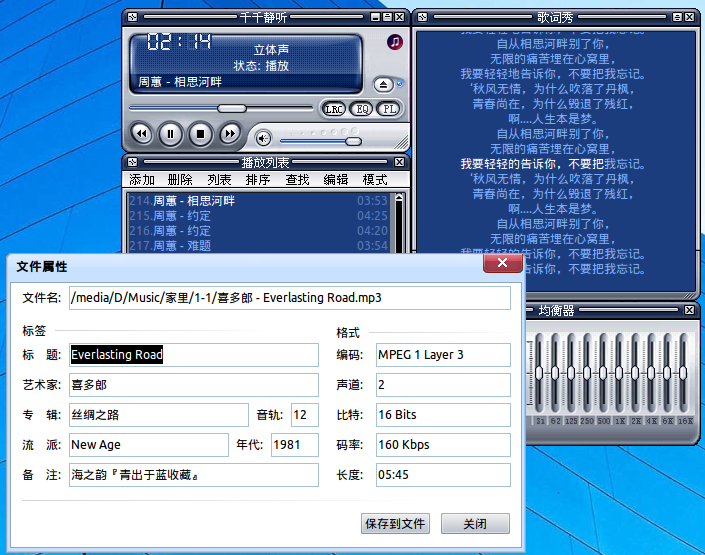 千千静听
02:14
立体声
状态: 播放
周蕙 - 相思河畔
LRC EQ PL
播放列表
添加 删除 列表 排序 查找 编辑 模式
214.周蕙 - 相思河畔 03:53
215.周蕙 - 约定 04:25
216.周蕙 - 约定 04:20
217.周蕙 - 难题 03:54
歌词秀
自从相思河畔别了你，
无限的痛苦埋在心窝里，
我要轻轻地告诉你，不要把我忘记。
‘秋风无情，为什么吹落了丹枫，
青春尚在，为什么毁退了残红，
啊....人生本是梦。
自从相思河畔别了你，
无限的痛苦埋在心窝里，
我要轻轻的告诉你，不要把我忘记。
‘秋风无情，为什么吹落了丹枫，
青春尚在，为什么毁退了残红，
啊....人生本是梦。
自从相思河畔别了你，
无限的痛苦埋在心窝里，
我要轻轻的告诉你，不要把我忘记。
告诉你，不要把我忘记。
均衡器
31 62 125 250 500 1K 2K 4K 8K 16K
文件属性
文件名: /media/D/Music/家里/1-1/喜多郎 - Everlasting Road.mp3
标签
标 题: Everlasting Road
艺术家: 喜多郎
专 辑: 丝绸之路 音轨: 12
流 派: New Age 年代: 1981
备 注: 海之韵『青出于蓝收藏』
格式
编码: MPEG 1 Layer 3
声道: 2
比特: 16 Bits
码率: 160 Kbps
长度: 05:45
保存到文件 关闭